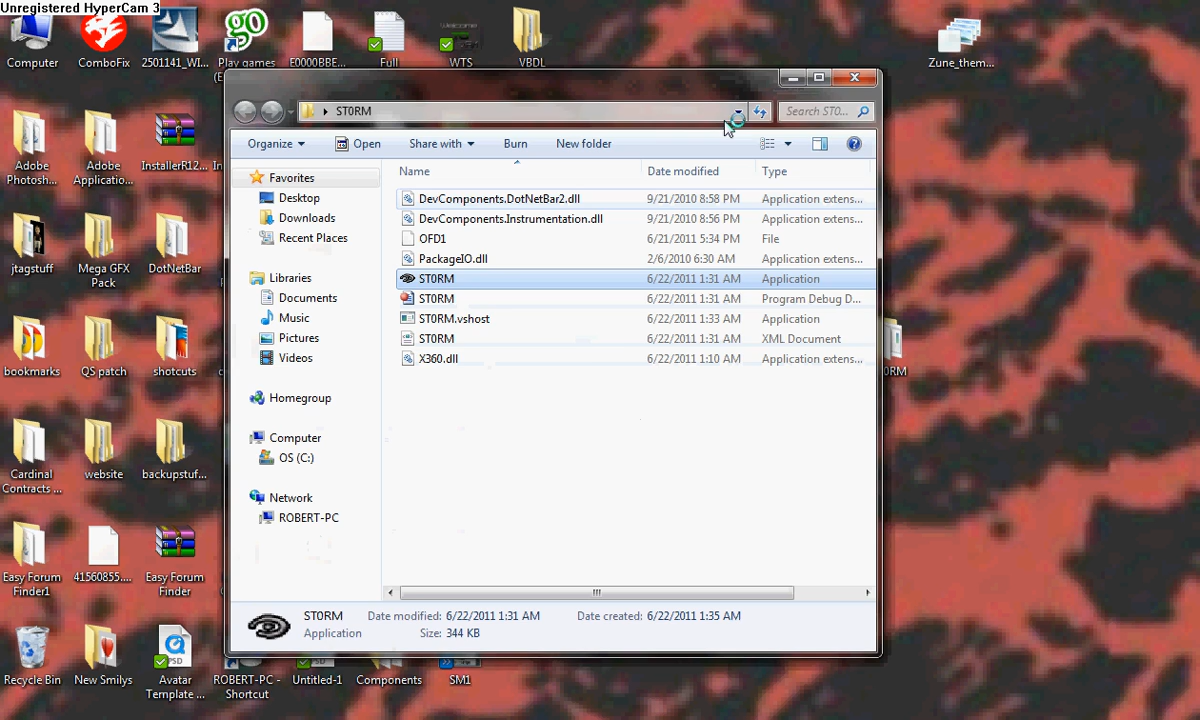 Unregistered HyperCam 3
Computer
ComboFix
2501141_WI...
go
Play games
E0000BBE...
Full
WTS
VBDL
Zune_them...
ST0RM
Search ST0...
Organize
Open
Share with
Burn
New folder
Name
Date modified
Type
Favorites
Desktop
Downloads
Recent Places
Libraries
Documents
Music
Pictures
Videos
Homegroup
Computer
OS (C:)
Network
ROBERT-PC
DevComponents.DotNetBar2.dll 9/21/2010 8:58 PM Application extens...
DevComponents.Instrumentation.dll 9/21/2010 8:56 PM Application extens...
OFD1 6/21/2011 5:34 PM File
PackageIO.dll 2/6/2010 6:30 AM Application extens...
ST0RM 6/22/2011 1:31 AM Application
ST0RM 6/22/2011 1:31 AM Program Debug D...
ST0RM.vshost 6/22/2011 1:33 AM Application
ST0RM 6/22/2011 1:31 AM XML Document
X360.dll 6/22/2011 1:10 AM Application extens...
ST0RM Date modified: 6/22/2011 1:31 AM Date created: 6/22/2011 1:35 AM
Application Size: 344 KB
Adobe Photosh...
Adobe Applicatio...
InstallerR12...
jtagstuff
Mega GFX Pack
DotNetBar
bookmarks
QS patch
shotcuts
Cardinal Contracts ...
website
backupstuf...
Easy Forum Finder1
41560855....
Easy Forum Finder
Recycle Bin
New Smilys
PSD
Avatar Template ...
ROBERT-PC - Shortcut
Untitled-1
Components
SM1